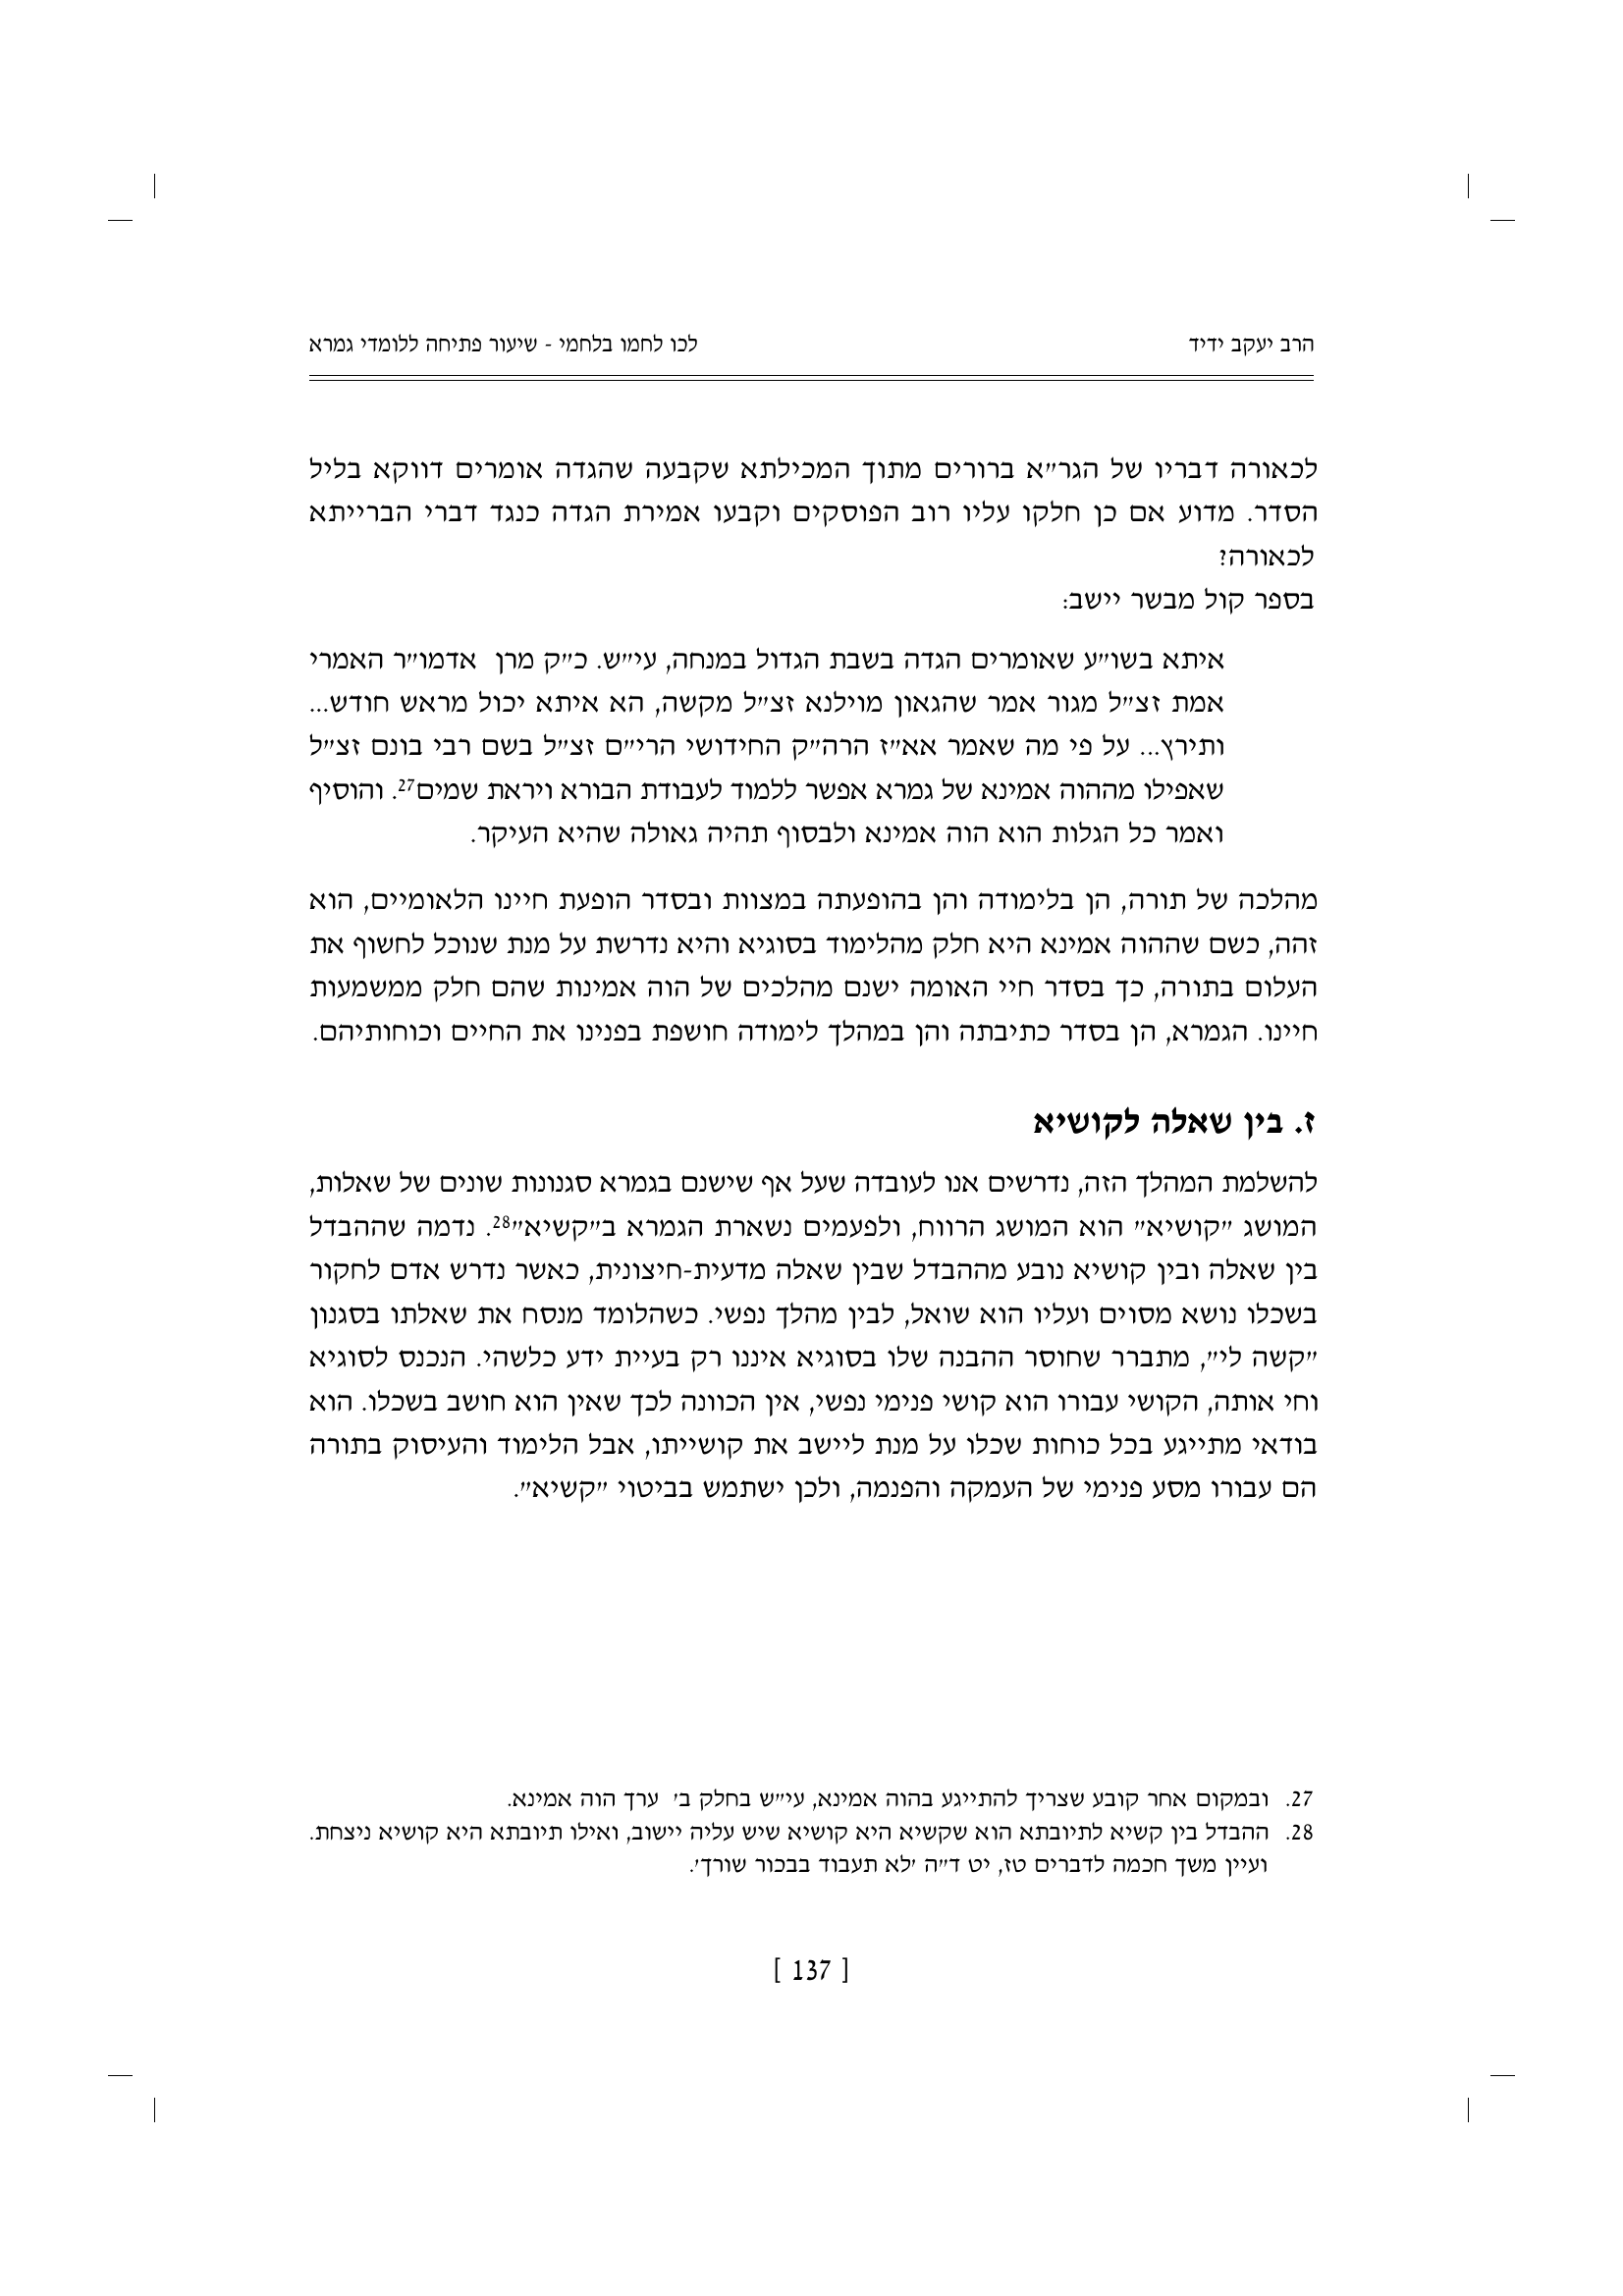 הרב יעקב ידיד
לכו לחמו בלחמי - שיעור פתיחה ללומדי גמרא
לכאורה דבריו של הגר״א ברורים מתוך המכילתא שקבעה שהגדה אומרים דווקא בליל
הסדר. מדוע אם כן חלקו עליו רוב הפוסקים וקבעו אמירת הגדה כנגד דברי הברייתא
לכאורה?
בספר קול מבשר יישב:
איתא בשו״ע שאומרים הגדה בשבת הגדול במנחה, עי״ש. כ״ק מרן אדמו״ר האמרי
אמת זצ״ל מגור אמר שהגאון מוילנא זצ״ל מקשה, הא איתא יכול מראש חודש...
ותירץ... על פי מה שאמר אא״ז הרה״ק החידושי הרי״ם זצ״ל בשם רבי בונם זצ״ל
שאפילו מההוה אמינא של גמרא אפשר ללמוד לעבודת הבורא ויראת שמים27. והוסיף
ואמר כל הגלות הוא הוה אמינא ולבסוף תהיה גאולה שהיא העיקר.
מהלכה של תורה, הן בלימודה והן בהופעתה במצוות ובסדר הופעת חיינו הלאומיים, הוא
זהה, כשם שההוה אמינא היא חלק מהלימוד בסוגיא והיא נדרשת על מנת שנוכל לחשוף את
העלום בתורה, כך בסדר חיי האומה ישנם מהלכים של הוה אמינות שהם חלק ממשמעות
חיינו. הגמרא, הן בסדר כתיבתה והן במהלך לימודה חושפת בפנינו את החיים וכוחותיהם.
ז. בין שאלה לקושיא
להשלמת המהלך הזה, נדרשים אנו לעובדה שעל אף שישנם בגמרא סגנונות שונים של שאלות,
המושג ״קושיא״ הוא המושג הרווח, ולפעמים נשארת הגמרא ב״קשיא״28. נדמה שההבדל
בין שאלה ובין קושיא נובע מההבדל שבין שאלה מדעית-חיצונית, כאשר נדרש אדם לחקור
בשכלו נושא מסוים ועליו הוא שואל, לבין מהלך נפשי. כשהלומד מנסח את שאלתו בסגנון
״קשה לי״, מתברר שחוסר ההבנה שלו בסוגיא איננו רק בעיית ידע כלשהי. הנכנס לסוגיא
וחי אותה, הקושי עבורו הוא קושי פנימי נפשי, אין הכוונה לכך שאין הוא חושב בשכלו. הוא
בודאי מתייגע בכל כוחות שכלו על מנת ליישב את קושייתו, אבל הלימוד והעיסוק בתורה
הם עבורו מסע פנימי של העמקה והפנמה, ולכן ישתמש בביטוי ״קשיא״.
27. ובמקום אחר קובע שצריך להתייגע בהוה אמינא, עי״ש בחלק ב׳ ערך הוה אמינא.
28. ההבדל בין קשיא לתיובתא הוא שקשיא היא קושיא שיש עליה יישוב, ואילו תיובתא היא קושיא ניצחת.
ועיין משך חכמה לדברים טז, יט ד״ה ׳לא תעבוד בבכור שורך׳.
[ 137 ]